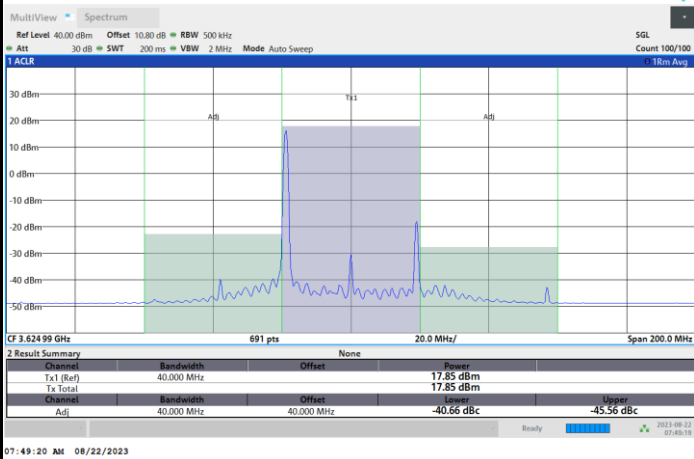 MultiView Spectrum
Ref Level 40.00 dBm Offset 10.80 dB RBW 500 kHz SGL
Att 30 dB SWT 200 ms VBW 2 MHz Mode Auto Sweep Count 100/100
1 ACLR 1Rm Avg
30 dBm
Tx1
20 dBm
Adj Adj
10 dBm
0 dBm
-10 dBm
-20 dBm
-30 dBm
-40 dBm
-50 dBm
CF 3.62499 GHz 691 pts 20.0 MHz/ Span 200.0 MHz
2 Result Summary None
Channel Bandwidth Offset Power
Tx1 (Ref) 40.000 MHz 17.85 dBm
Tx Total 17.85 dBm
Channel Bandwidth Offset Lower Upper
Adj 40.000 MHz 40.000 MHz -40.66 dBc -45.56 dBc
Ready 2023-08-22
07:49:19
07:49:20 AM 08/22/2023